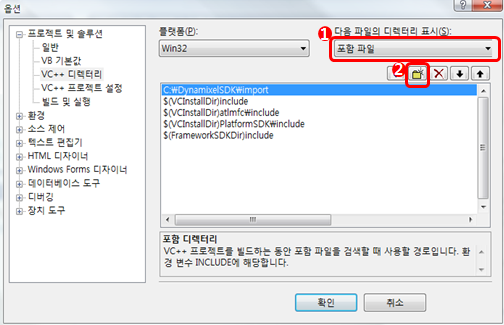 옵션
프로젝트 및 솔루션
일반
VB 기본값
VC++ 디렉터리
VC++ 프로젝트 설정
빌드 및 실행
환경
소스 제어
텍스트 편집기
HTML 디자이너
Windows Forms 디자이너
데이터베이스 도구
디버깅
장치 도구
플랫폼(P):
Win32
1
다음 파일의 디렉터리 표시(S):
포함 파일
2
C:₩DynamixelSDK₩import
$(VCInstallDir)include
$(VCInstallDir)atlmfc₩include
$(VCInstallDir)PlatformSDK₩include
$(FrameworkSDKDir)include
포함 디렉터리
VC++ 프로젝트를 빌드하는 동안 포함 파일을 검색할 때 사용할 경로입니다. 환
경 변수 INCLUDE에 해당합니다.
확인
취소